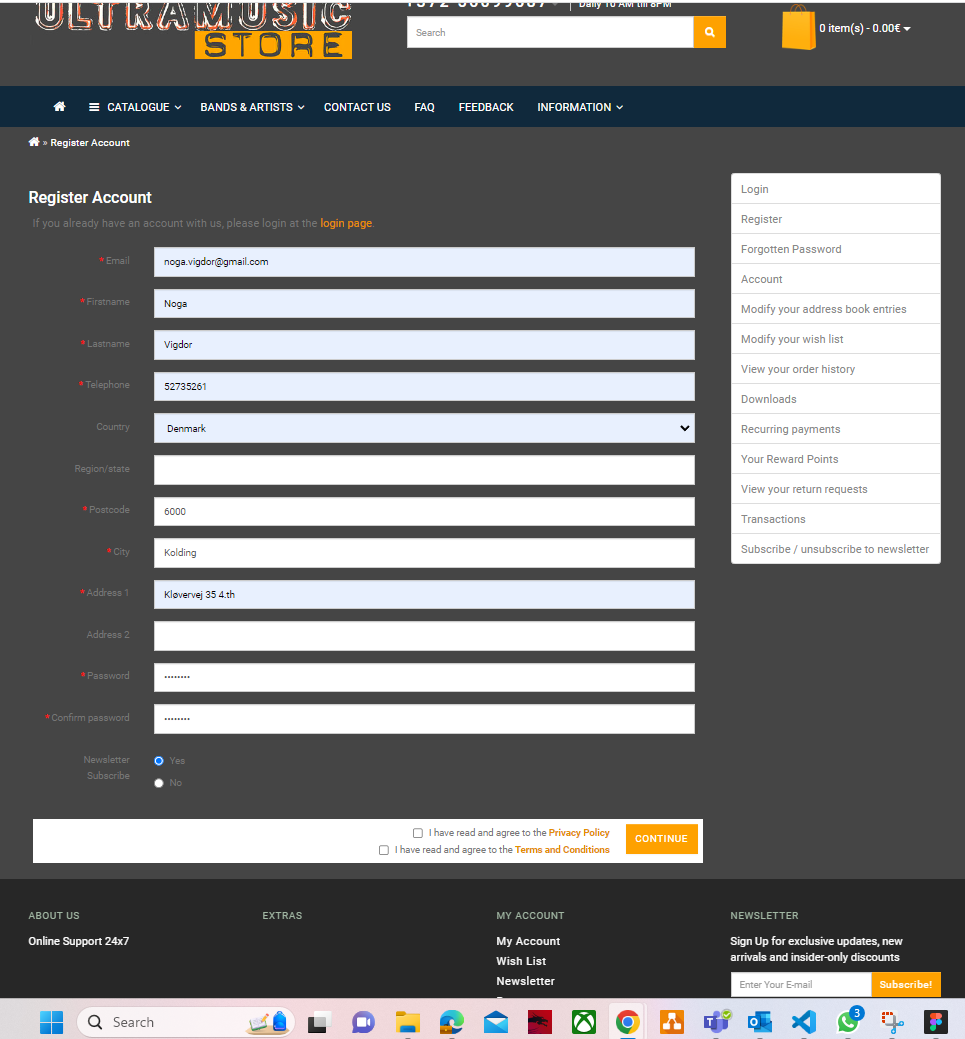 ULTRAMUSIC
STORE
Daily 10 AM till 8PM
Search
0 item(s) - 0.00€
CATALOGUE
BANDS & ARTISTS
CONTACT US
FAQ
FEEDBACK
INFORMATION
» Register Account
Register Account
If you already have an account with us, please login at the login page.
* Email
noga.vigdor@gmail.com
* Firstname
Noga
* Lastname
Vigdor
* Telephone
52735261
Country
Denmark
Region/state
* Postcode
6000
* City
Kolding
* Address 1
Kløvervej 35 4.th
Address 2
* Password
••••••••
* Confirm password
••••••••
Newsletter
Subscribe
Yes
No
I have read and agree to the Privacy Policy
I have read and agree to the Terms and Conditions
CONTINUE
Login
Register
Forgotten Password
Account
Modify your address book entries
Modify your wish list
View your order history
Downloads
Recurring payments
Your Reward Points
View your return requests
Transactions
Subscribe / unsubscribe to newsletter
ABOUT US
Online Support 24x7
EXTRAS
MY ACCOUNT
My Account
Wish List
Newsletter
NEWSLETTER
Sign Up for exclusive updates, new
arrivals and insider-only discounts
Enter Your E-mail
Subscribe!
Search
3